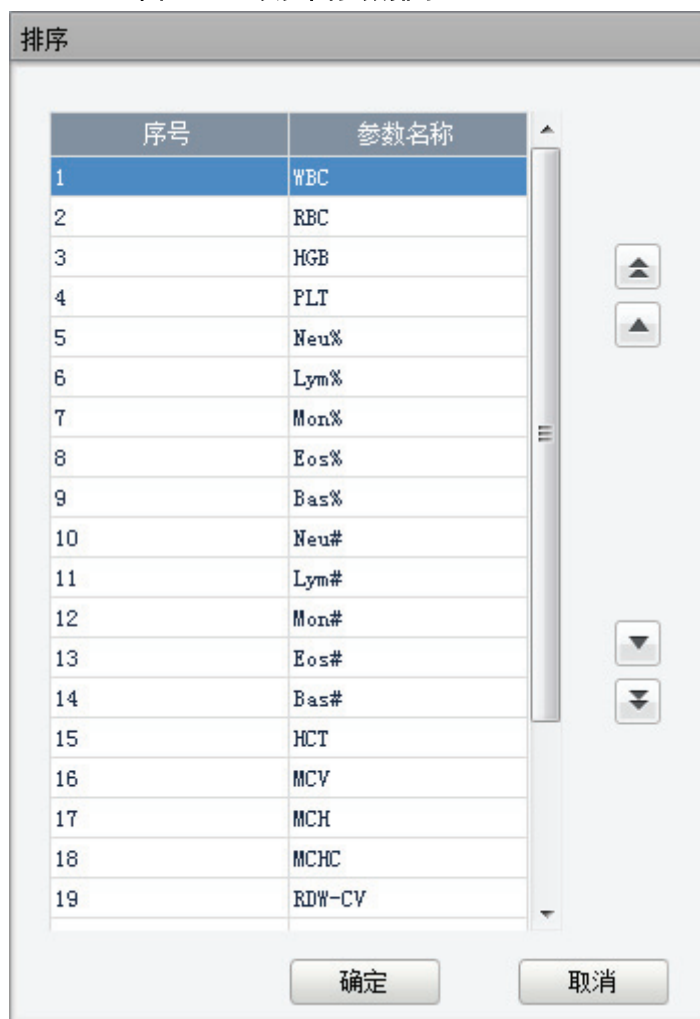 排序
序号 参数名称
1 WBC
2 RBC
3 HGB
4 PLT
5 Neu%
6 Lym%
7 Mon%
8 Eos%
9 Bas%
10 Neu#
11 Lym#
12 Mon#
13 Eos#
14 Bas#
15 HCT
16 MCV
17 MCH
18 MCHC
19 RDW-CV
确定 取消